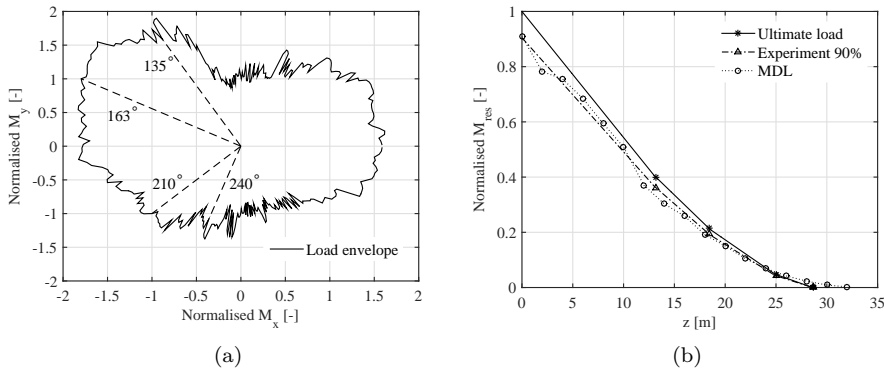 2
1.5
1
0.5
0
-0.5
-1
-1.5
-2
Normalised M_y [-]
135°
163°
210°
240°
Load envelope
-2 -1.5 -1 -0.5 0 0.5 1 1.5 2
Normalised M_x [-]
(a)
1
0.8
0.6
0.4
0.2
0
Normalised M_res [-]
Ultimate load
Experiment 90%
MDL
0 5 10 15 20 25 30 35
z [m]
(b)